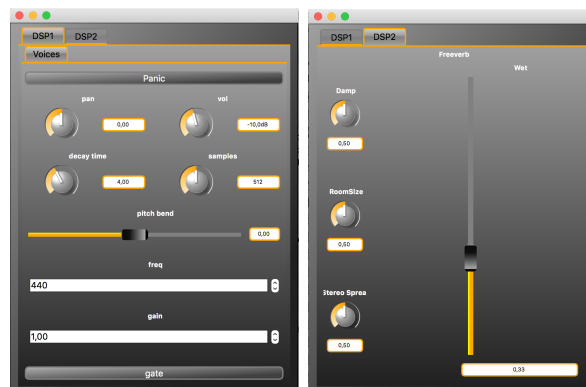 DSP1 DSP2
Voices
Panic
pan vol
0,00 -10,0dB
decay time samples
4,00 512
pitch bend
0,00
freq
440
gain
1,00
gate
DSP1 DSP2
Freeverb
Wet
Damp
0,50
RoomSize
0,50
Stereo Sprea
0,50
0,33